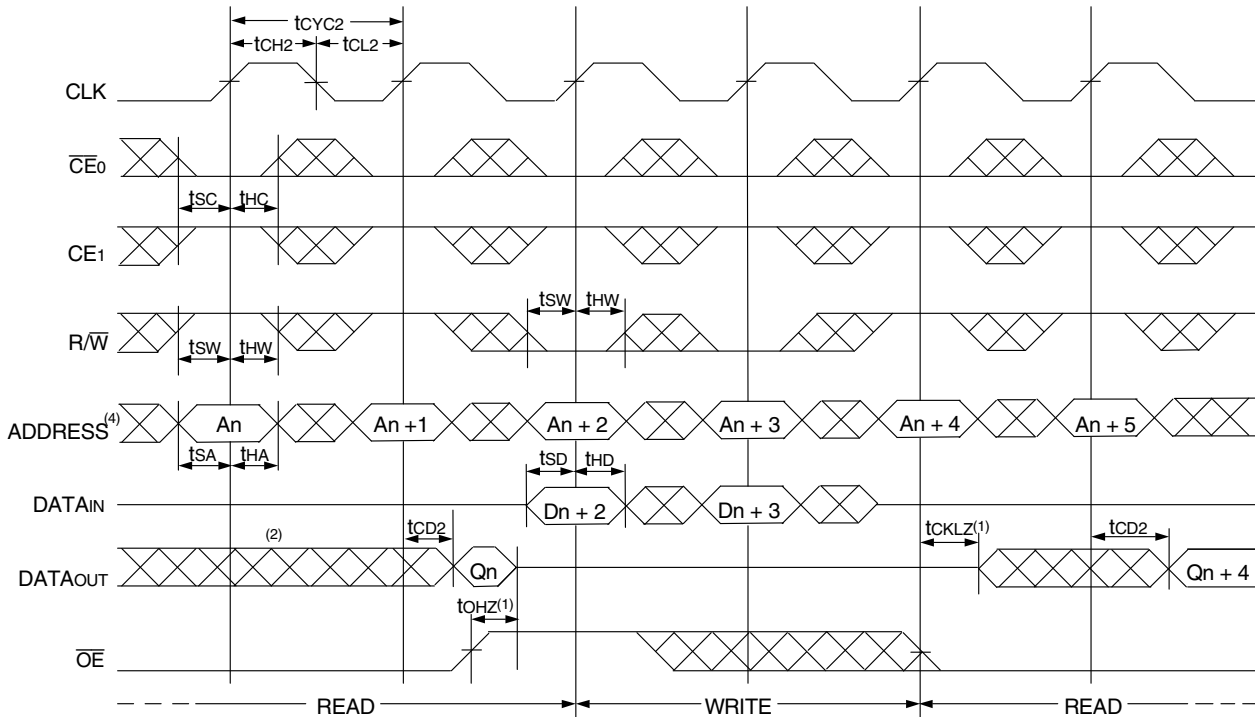 tCYC2
tCH2 tCL2
CLK
CE0
tSC tHC
CE1
tSW tHW
R/W
tSW tHW
ADDRESS(4) An An +1 An + 2 An + 3 An + 4 An + 5
tSA tHA tSD tHD
DATAIN Dn + 2 Dn + 3
(2) tCD2 tCKLZ(1) tCD2
DATAOUT Qn Qn + 4
tOHZ(1)
OE
READ WRITE READ